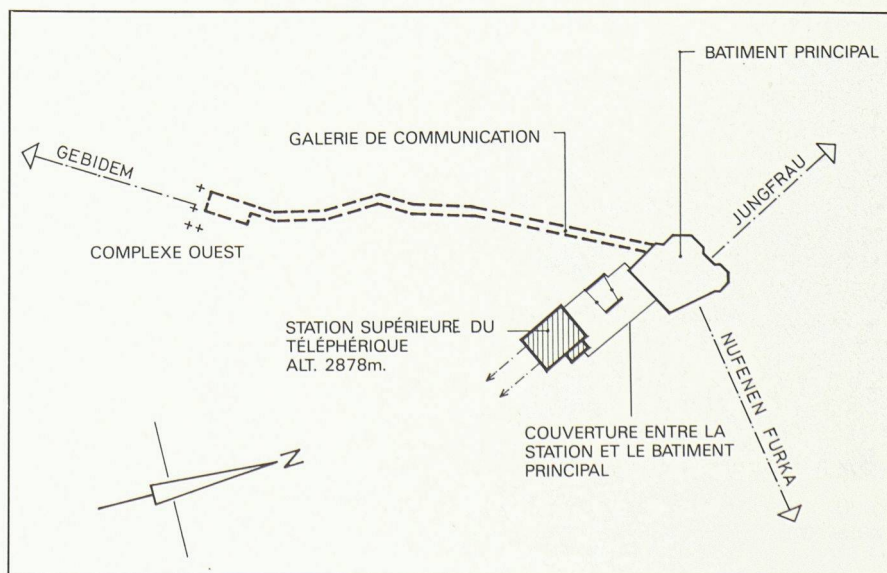 BATIMENT PRINCIPAL
GALERIE DE COMMUNICATION
GEBIDEM
JUNGFRAU
COMPLEXE OUEST
STATION SUPÉRIEURE DU
TÉLÉPHÉRIQUE
ALT. 2878m.
NUFENEN FURKA
COUVERTURE ENTRE LA
STATION ET LE BATIMENT
PRINCIPAL
N